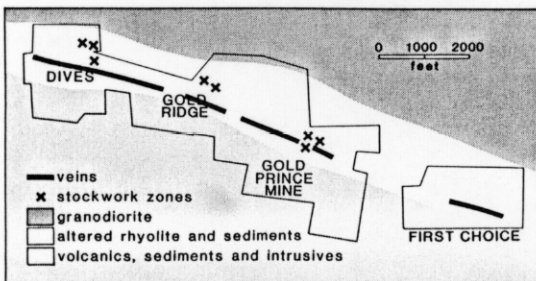 0 1000 2000
feet
DIVES
GOLD
RIDGE
GOLD
PRINCE
MINE
FIRST CHOICE
veins
stockwork zones
granodiorite
altered rhyolite and sediments
volcanics, sediments and intrusives